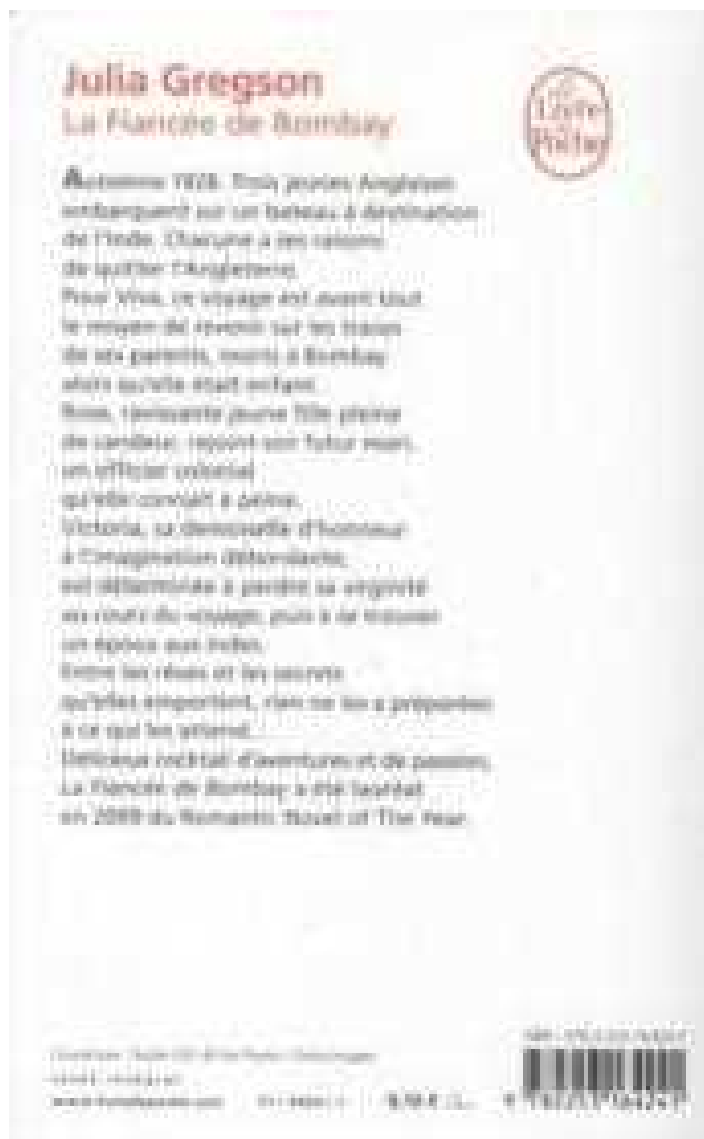 Julia Gregson
La Fiancée de Bombay
Le Livre de Poche
Automne 1928. Trois jeunes Anglaises
embarquent sur un bateau à destination
de l'Inde. Chacune a ses raisons
de quitter l'Angleterre.
Pour Viva, ce voyage est avant tout
le moyen de revenir sur les traces
de ses parents, morts à Bombay
alors qu'elle était enfant.
Rose, ravissante jeune fille pleine
de candeur, rejoint son futur mari,
un officier colonial
qu'elle connaît à peine.
Victoria, sa demoiselle d'honneur
à l'imagination débordante,
est déterminée à perdre sa virginité
au cours du voyage, puis à se trouver
un époux aux Indes.
Entre les rêves et les secrets
qu'elles emportent, rien ne les a préparées
à ce qui les attend...
Délicieux cocktail d'aventures et de passion,
La Fiancée de Bombay a été lauréat
en 2009 du Romantic Novel of The Year.